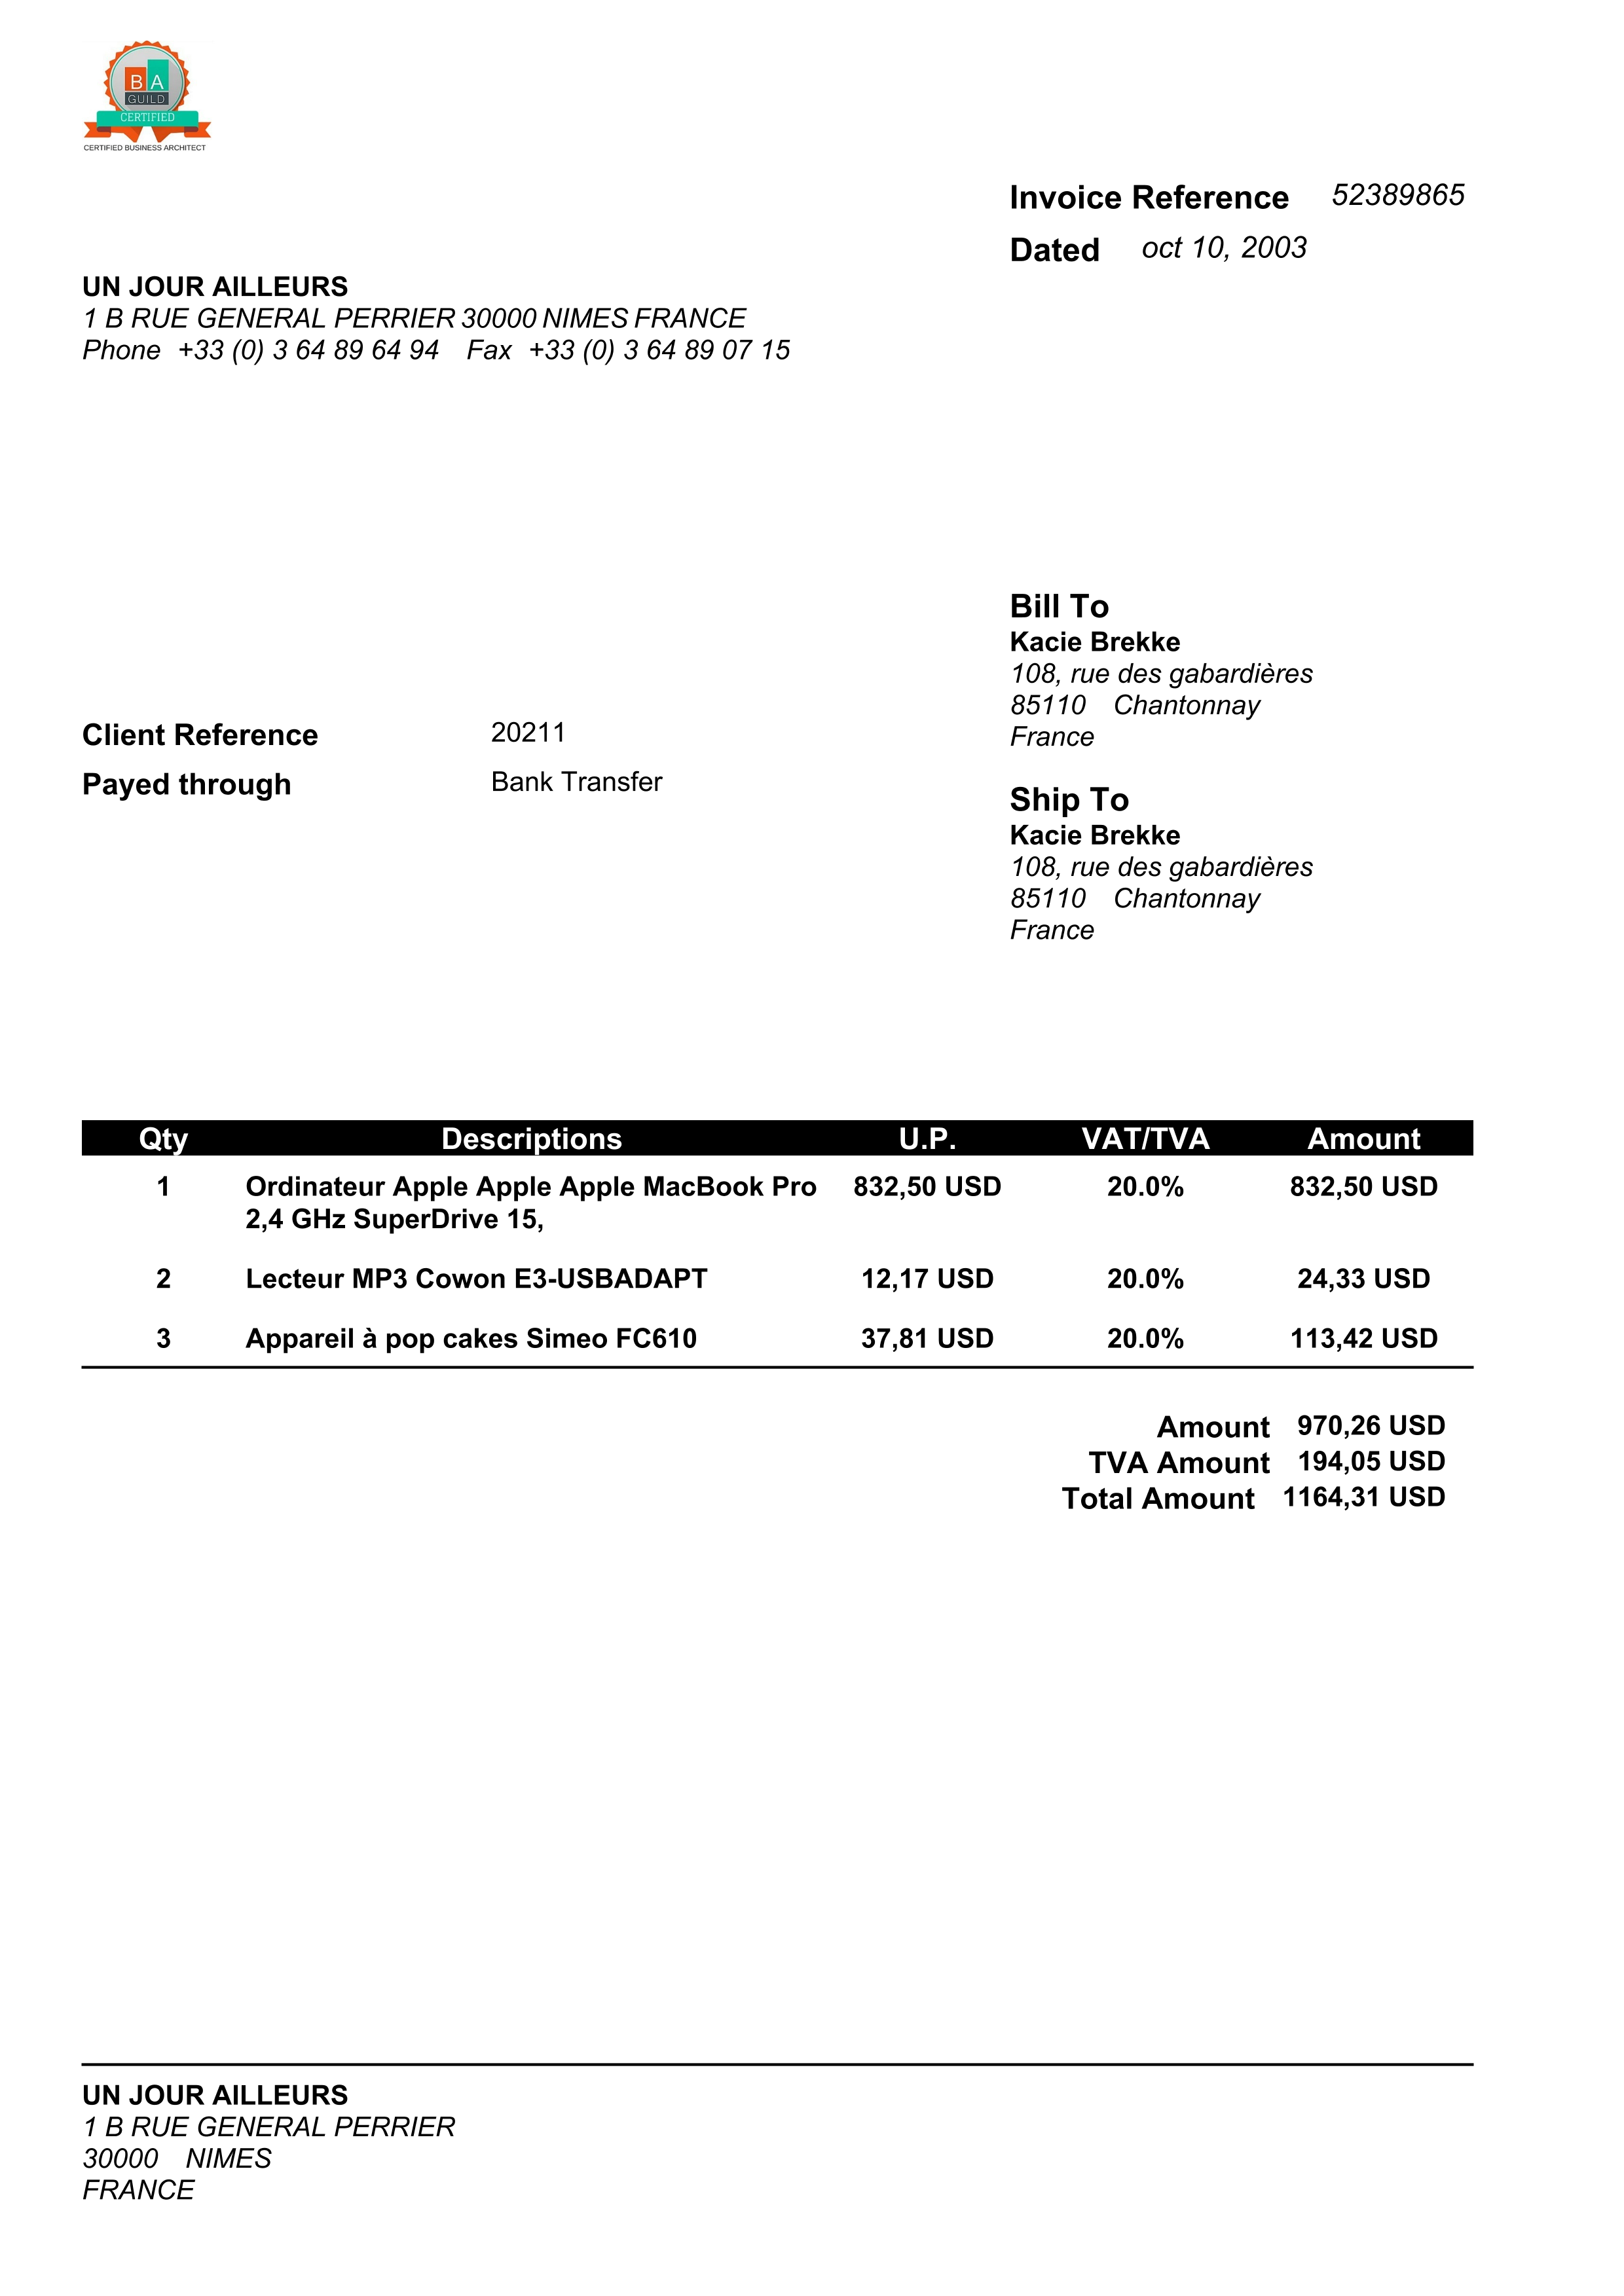 BA
GUILD
CERTIFIED
CERTIFIED BUSINESS ARCHITECT
Invoice Reference 52389865
Dated oct 10, 2003
UN JOUR AILLEURS
1 B RUE GENERAL PERRIER 30000 NIMES FRANCE
Phone +33 (0) 3 64 89 64 94 Fax +33 (0) 3 64 89 07 15
Bill To
Kacie Brekke
108, rue des gabardières
85110 Chantonnay
France
Client Reference 20211
Payed through Bank Transfer
Ship To
Kacie Brekke
108, rue des gabardières
85110 Chantonnay
France
Qty Descriptions U.P. VAT/TVA Amount
1 Ordinateur Apple Apple Apple MacBook Pro 832,50 USD 20.0% 832,50 USD
2,4 GHz SuperDrive 15,
2 Lecteur MP3 Cowon E3-USBADAPT 12,17 USD 20.0% 24,33 USD
3 Appareil à pop cakes Simeo FC610 37,81 USD 20.0% 113,42 USD
Amount 970,26 USD
TVA Amount 194,05 USD
Total Amount 1164,31 USD
UN JOUR AILLEURS
1 B RUE GENERAL PERRIER
30000 NIMES
FRANCE